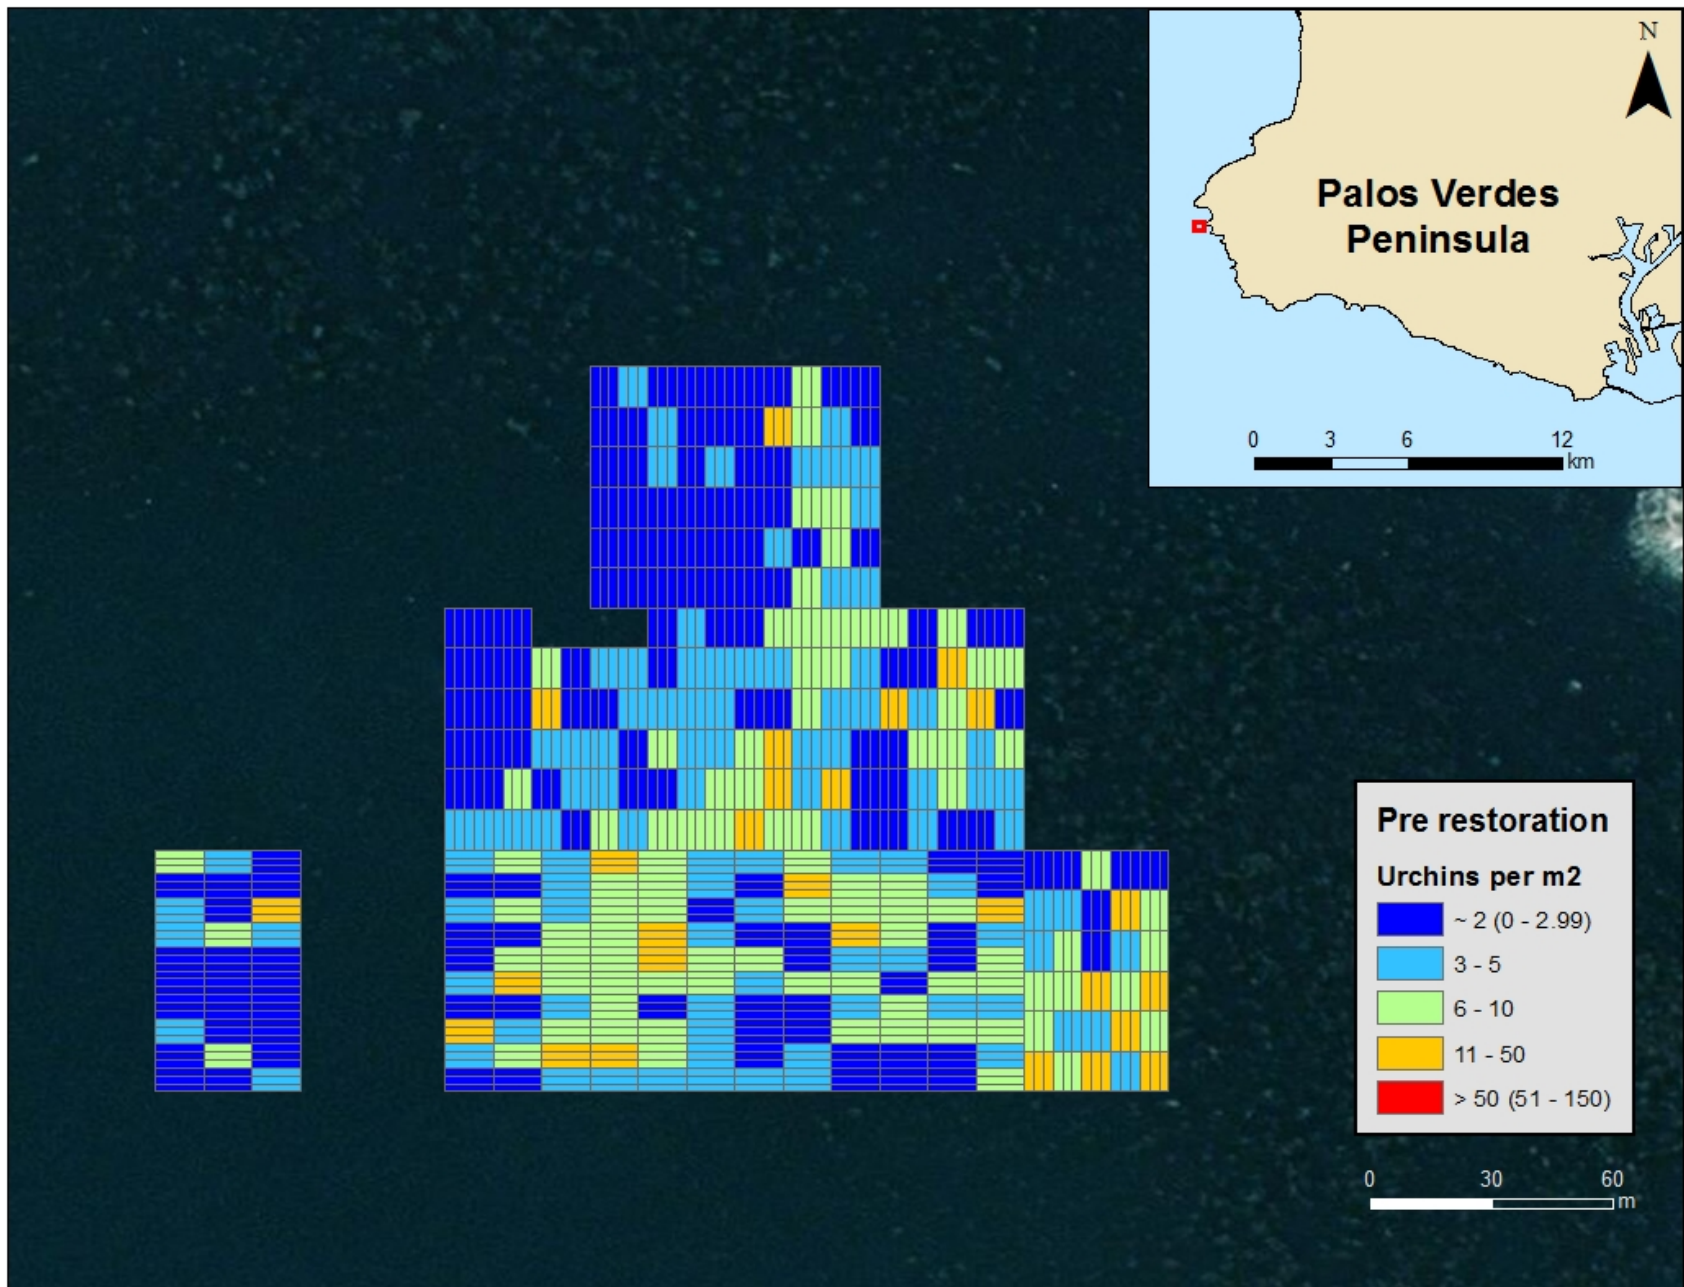 N
Palos Verdes
Peninsula
0 3 6 12
km
Pre restoration
Urchins per m2
~ 2 (0 - 2.99)
3 - 5
6 - 10
11 - 50
> 50 (51 - 150)
0 30 60
m